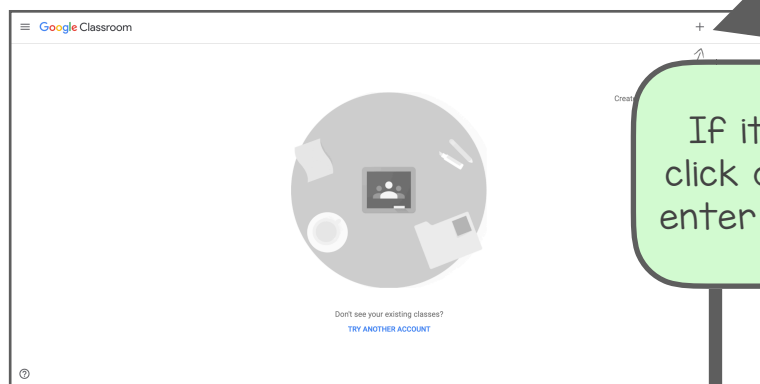 Google Classroom
+
If it
click
enter
Don't see your existing classes?
TRY ANOTHER ACCOUNT
?